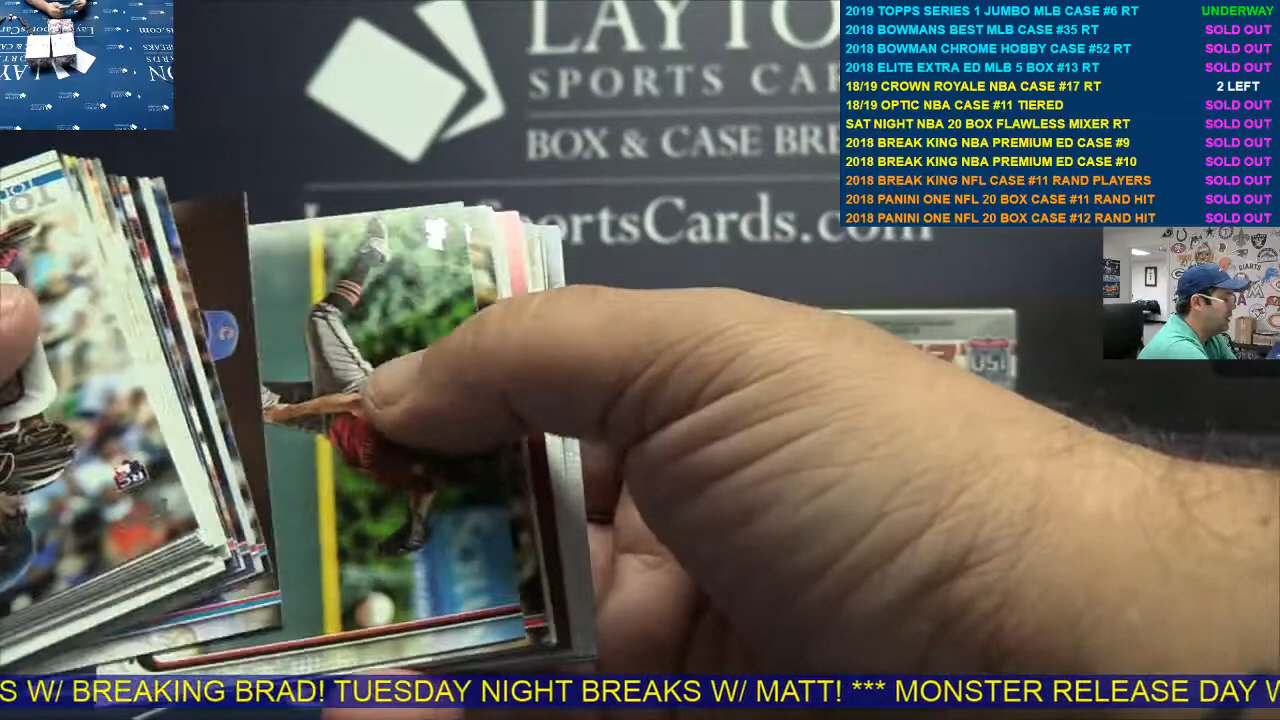 LAYTO
SPORTS CAR
BOX & CASE BRE
SportsCards.com
2019 TOPPS SERIES 1 JUMBO MLB CASE #6 RT UNDERWAY
2018 BOWMANS BEST MLB CASE #35 RT SOLD OUT
2018 BOWMAN CHROME HOBBY CASE #52 RT SOLD OUT
2018 ELITE EXTRA ED MLB 5 BOX #13 RT SOLD OUT
18/19 CROWN ROYALE NBA CASE #17 RT 2 LEFT
18/19 OPTIC NBA CASE #11 TIERED SOLD OUT
SAT NIGHT NBA 20 BOX FLAWLESS MIXER RT SOLD OUT
2018 BREAK KING NBA PREMIUM ED CASE #9 SOLD OUT
2018 BREAK KING NBA PREMIUM ED CASE #10 SOLD OUT
2018 BREAK KING NFL CASE #11 RAND PLAYERS SOLD OUT
2018 PANINI ONE NFL 20 BOX CASE #11 RAND HIT SOLD OUT
2018 PANINI ONE NFL 20 BOX CASE #12 RAND HIT SOLD OUT
RC
S W/ BREAKING BRAD! TUESDAY NIGHT BREAKS W/ MATT! *** MONSTER RELEASE DAY W